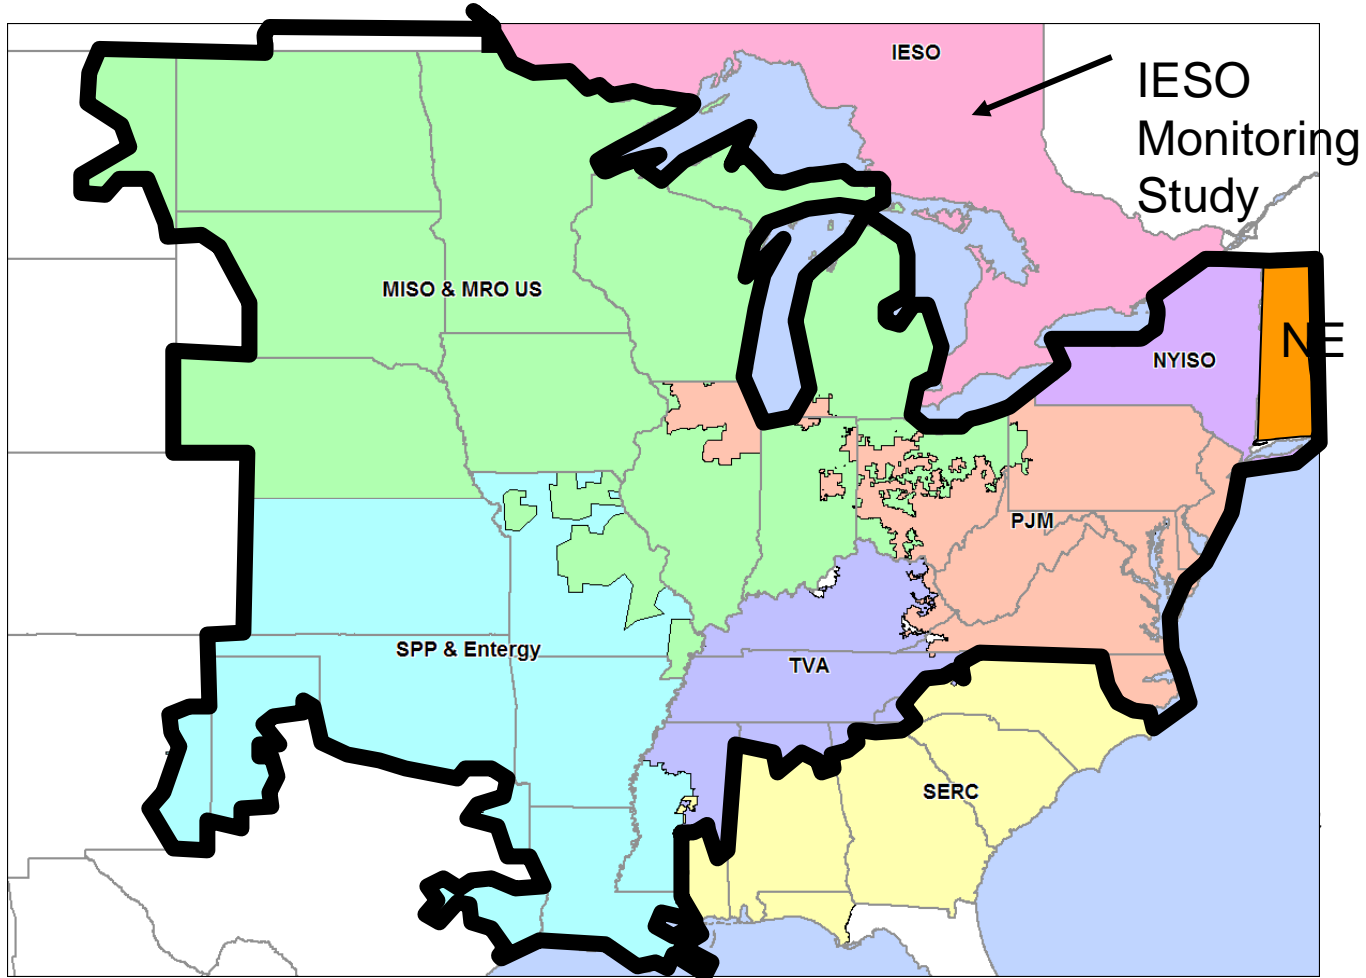 IESO
IESO
Monitoring
Study
MISO & MRO US
NE
NYISO
PJM
SPP & Entergy
TVA
SERC